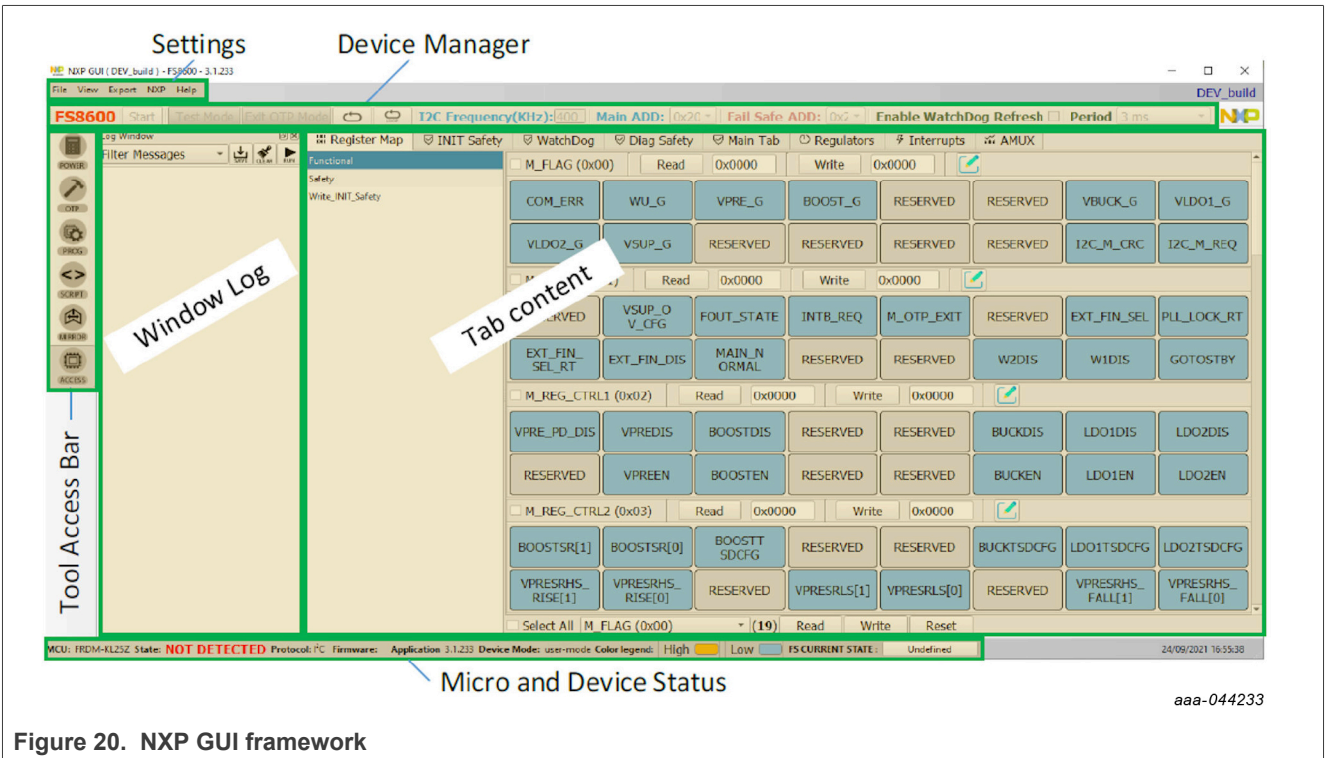 Settings
Device Manager
NXP GUI ( DEV_build ) - FS8600 - 3.1.233
File View Export NXP Help
DEV_build
FS8600 Start Test Mode Exit OTP Mode I2C Frequency(KHz): 400 Main ADD: 0x20 Fail Safe ADD: Enable WatchDog Refresh Period 3 ms NXP
Log Window
Filter Messages SAVE CLEAR RUN
Register Map INIT Safety WatchDog Diag Safety Main Tab Regulators Interrupts AMUX
POWER
OTP
PROG
SCRIPT
MIRROR
ACCESS
Functional
Safety
Write_INIT_Safety
M_FLAG (0x00) Read 0x0000 Write 0x0000
COM_ERR WU_G VPRE_G BOOST_G RESERVED RESERVED VBUCK_G VLDO1_G
VLDO2_G VSUP_G RESERVED RESERVED RESERVED RESERVED I2C_M_CRC I2C_M_REQ
Read 0x0000 Write 0x0000
VSUP_O
V_CFG
FOUT_STATE INTB_REQ M_OTP_EXIT RESERVED EXT_FIN_SEL PLL_LOCK_RT
EXT_FIN_
SEL_RT
EXT_FIN_DIS
MAIN_N
ORMAL
RESERVED RESERVED W2DIS W1DIS GOTOSTBY
M_REG_CTRL1 (0x02) Read 0x0000 Write 0x0000
VPRE_PD_DIS VPREDIS BOOSTDIS RESERVED RESERVED BUCKDIS LDO1DIS LDO2DIS
RESERVED VPREEN BOOSTEN RESERVED RESERVED BUCKEN LDO1EN LDO2EN
M_REG_CTRL2 (0x03) Read 0x0000 Write 0x0000
BOOSTSR[1] BOOSTSR[0]
BOOSTT
SDCFG
RESERVED RESERVED BUCKTSDCFG LDO1TSDCFG LDO2TSDCFG
VPRESRHS_
RISE[1]
VPRESRHS_
RISE[0]
RESERVED VPRESRLS[1] VPRESRLS[0] RESERVED
VPRESRHS_
FALL[1]
VPRESRHS_
FALL[0]
Select All M_FLAG (0x00) (19) Read Write Reset
Window Log
Tab content
Tool Access Bar
MCU: FRDM-KL25Z State: NOT DETECTED Protocol: I²C Firmware: Application 3.1.233 Device Mode: user-mode Color legend: High Low FS CURRENT STATE : Undefined 24/09/2021 16:55:38
Micro and Device Status
aaa-044233
Figure 20. NXP GUI framework